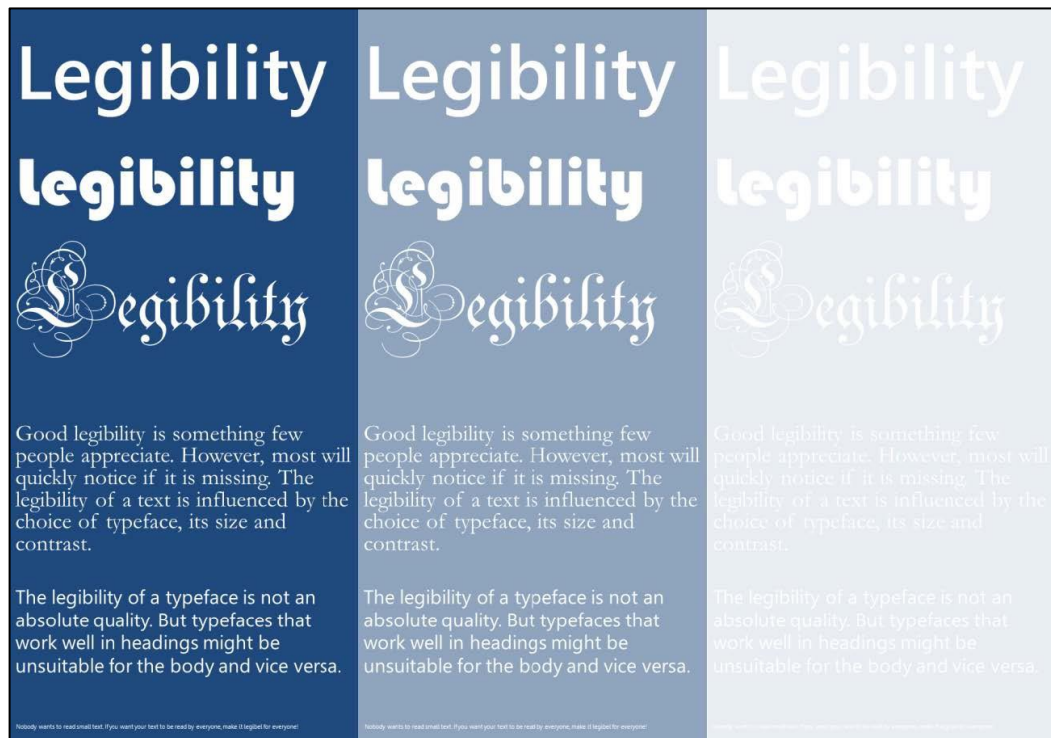 Legibility
Legibility
Legibility
Good legibility is something few
people appreciate. However, most will
quickly notice if it is missing. The
legibility of a text is influenced by the
choice of typeface, its size and
contrast.
The legibility of a typeface is not an
absolute quality. But typefaces that
work well in headings might be
unsuitable for the body and vice versa.
Nobody wants to read small text. If you want your text to be read by everyone, make it legibel for everyone!
Legibility
Legibility
Legibility
Good legibility is something few
people appreciate. However, most will
quickly notice if it is missing. The
legibility of a text is influenced by the
choice of typeface, its size and
contrast.
The legibility of a typeface is not an
absolute quality. But typefaces that
work well in headings might be
unsuitable for the body and vice versa.
Nobody wants to read small text. If you want your text to be read by everyone, make it legibel for everyone!
Legibility
Legibility
Legibility
Good legibility is something few
people appreciate. However, most will
quickly notice if it is missing. The
legibility of a text is influenced by the
choice of typeface, its size and
contrast.
The legibility of a typeface is not an
absolute quality. But typefaces that
work well in headings might be
unsuitable for the body and vice versa.